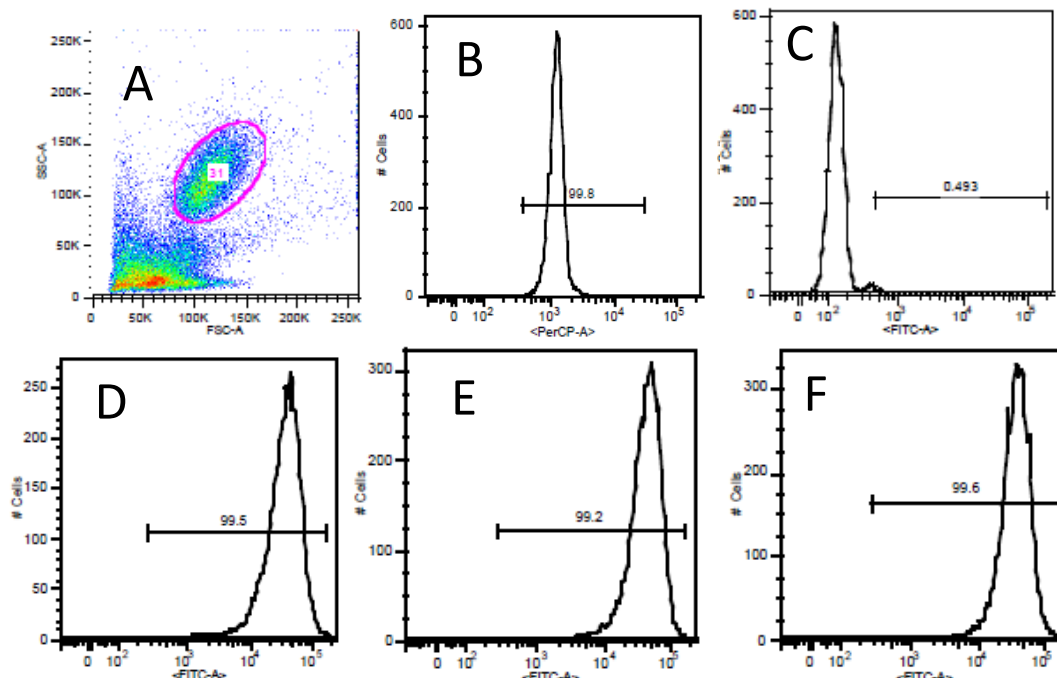 A
250K
200K
150K
100K
50K
0
SSC-A
31
0 50K 100K 150K 200K 250K
FSC-A
B
600
400
200
0
# Cells
99.8
0 10² 10³ 10⁴ 10⁵
<PerCP-A>
C
600
400
200
0
# Cells
0.493
0 10² 10³ 10⁴ 10⁵
<FITC-A>
D
250
200
150
100
50
0
# Cells
99.5
0 10² 10³ 10⁴ 10⁵
<FITC-A>
E
300
200
100
0
# Cells
99.2
0 10² 10³ 10⁴ 10⁵
<FITC-A>
F
300
200
100
0
# Cells
99.6
0 10² 10³ 10⁴ 10⁵
<FITC-A>